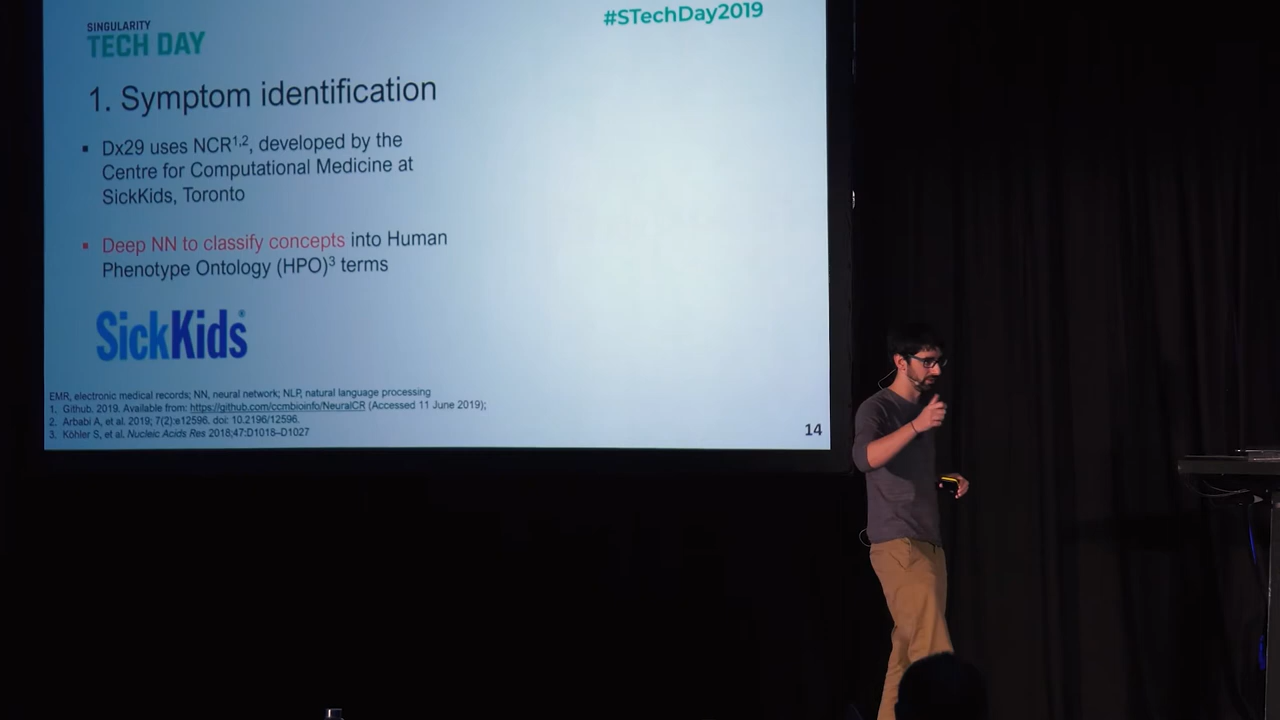 SINGULARITY
TECH DAY
#STechDay2019
1. Symptom identification
▪ Dx29 uses NCR¹,², developed by the
Centre for Computational Medicine at
SickKids, Toronto
▪ Deep NN to classify concepts into Human
Phenotype Ontology (HPO)³ terms
SickKids®
EMR, electronic medical records; NN, neural network; NLP, natural language processing
1. Github. 2019. Available from: https://github.com/ccmbioinfo/NeuralCR (Accessed 11 June 2019);
2. Arbabi A, et al. 2019; 7(2):e12596. doi: 10.2196/12596.
3. Köhler S, et al. Nucleic Acids Res 2018;47:D1018–D1027
14